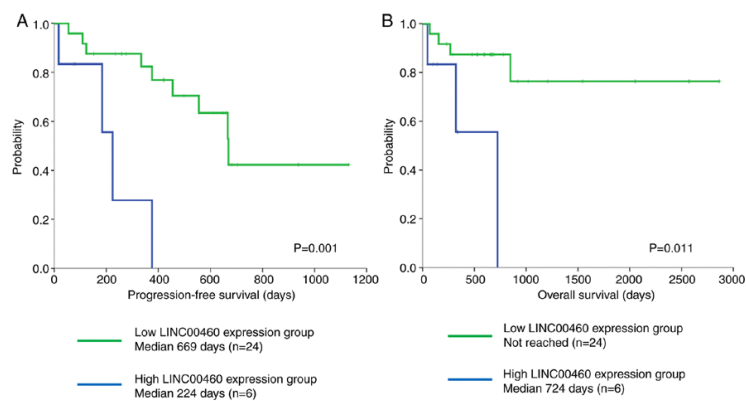 A
1.0
0.8
0.6
0.4
0.2
0.0
Probability
P=0.001
0 200 400 600 800 1000 1200
Progression-free survival (days)
Low LINC00460 expression group
Median 669 days (n=24)
High LINC00460 expression group
Median 224 days (n=6)
B
1.0
0.8
0.6
0.4
0.2
0.0
Probability
P=0.011
0 500 1000 1500 2000 2500 3000
Overall survival (days)
Low LINC00460 expression group
Not reached (n=24)
High LINC00460 expression group
Median 724 days (n=6)